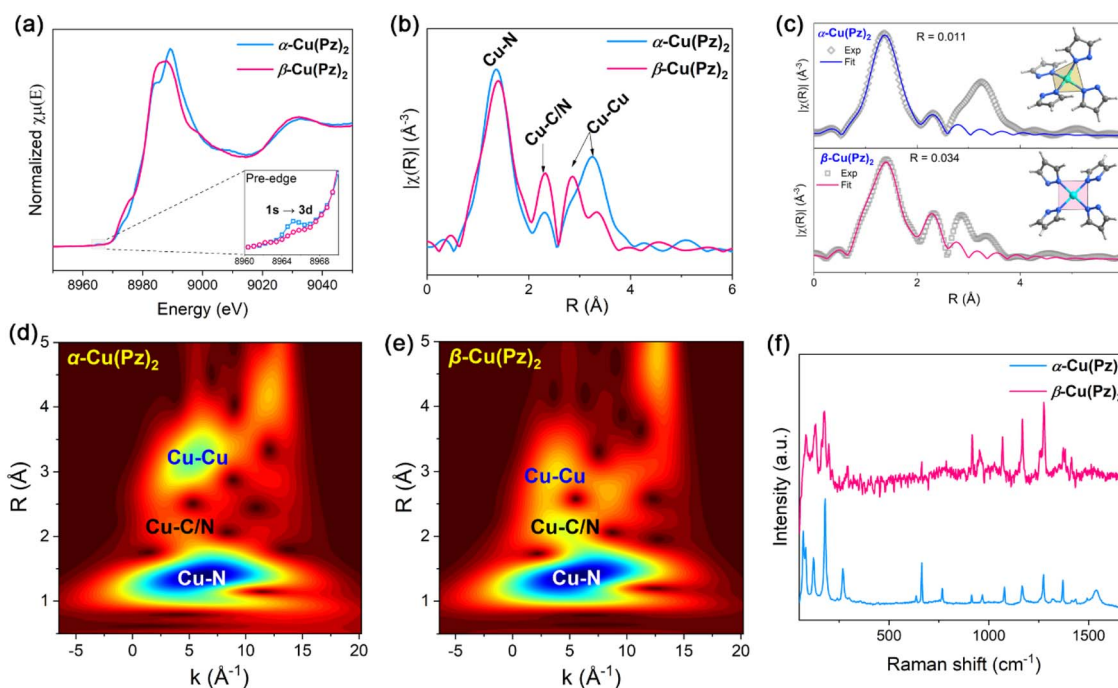 (a)
α-Cu(Pz)2
β-Cu(Pz)2
Normalized χμ(E)
Pre-edge
1s → 3d
8960 8964 8968
8960 8980 9000 9020 9040
Energy (eV)
(b)
α-Cu(Pz)2
β-Cu(Pz)2
Cu-N
Cu-C/N
Cu-Cu
|χ(R)| (Å-3)
0 2 4 6
R (Å)
(c)
α-Cu(Pz)2
R = 0.011
Exp
Fit
|χ(R)| (Å-3)
β-Cu(Pz)2
R = 0.034
Exp
Fit
|χ(R)| (Å-3)
0 2 4
R (Å)
(d)
α-Cu(Pz)2
5
4
3
2
1
R (Å)
Cu-Cu
Cu-C/N
Cu-N
-5 0 5 10 15 20
k (Å-1)
(e)
β-Cu(Pz)2
5
4
3
2
1
Cu-Cu
Cu-C/N
Cu-N
-5 0 5 10 15 20
k (Å-1)
(f)
α-Cu(Pz)
β-Cu(Pz)2
Intensity (a.u.)
500 1000 1500
Raman shift (cm-1)